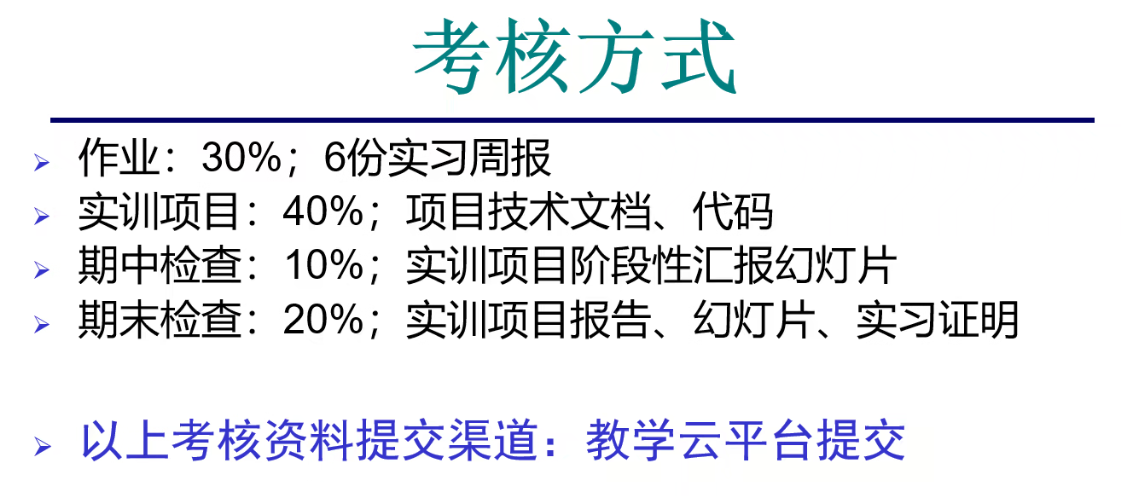 考核方式
作业：30%；6份实习周报
实训项目：40%；项目技术文档、代码
期中检查：10%；实训项目阶段性汇报幻灯片
期末检查：20%；实训项目报告、幻灯片、实习证明
以上考核资料提交渠道：教学云平台提交